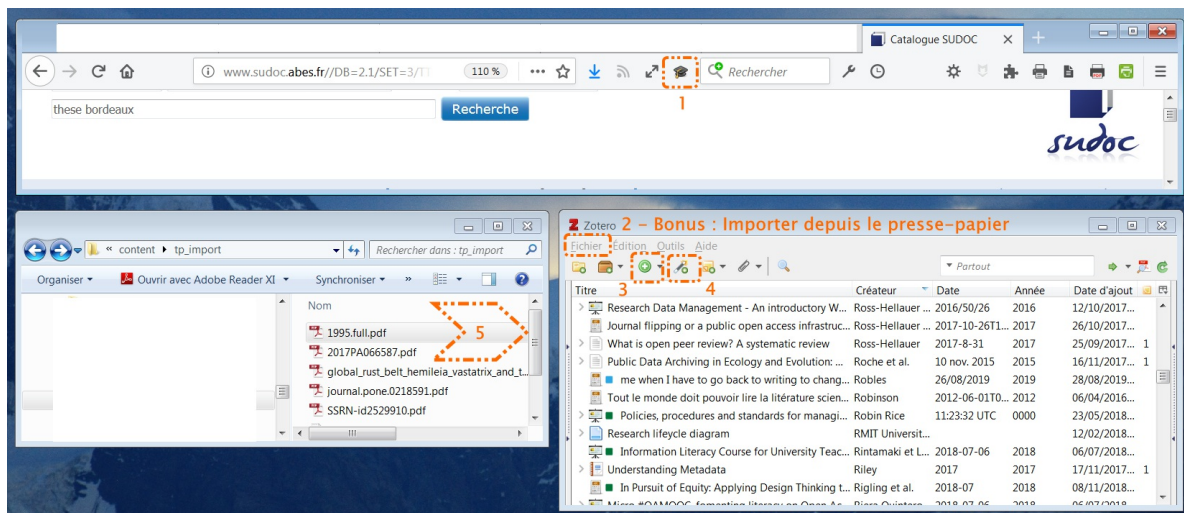 Catalogue SUDOC
www.sudoc.abes.fr//DB=2.1/SET=3/T
110 %
Rechercher
1
these bordeaux
Recherche
sudoc
« content tp_import
Rechercher dans : tp_import
Organiser
Ouvrir avec Adobe Reader XI
Synchroniser
»
Nom
1995.full.pdf
2017PA066587.pdf
global_rust_belt_hemileia_vastatrix_and_t...
journal.pone.0218591.pdf
SSRN-id2529910.pdf
5
Zotero 2 – Bonus : Importer depuis le presse-papier
Fichier Édition Outils Aide
Partout
3 4
Titre Créateur Date Année Date d'ajout
Research Data Management - An introductory W... Ross-Hellauer ... 2016/50/26 2016 12/10/2017...
Journal flipping or a public open access infrastruc... Ross-Hellauer ... 2017-10-26T1... 2017 26/10/2017...
What is open peer review? A systematic review Ross-Hellauer 2017-8-31 2017 25/09/2017... 1
Public Data Archiving in Ecology and Evolution: ... Roche et al. 10 nov. 2015 2015 16/11/2017... 1
me when I have to go back to writing to chang... Robles 26/08/2019 2019 28/08/2019...
Tout le monde doit pouvoir lire la litérature scien... Robinson 2012-06-01T0... 2012 06/04/2016...
Policies, procedures and standards for managi... Robin Rice 11:23:32 UTC 0000 23/05/2018...
Research lifeycle diagram RMIT Universit... 12/02/2018...
Information Literacy Course for University Teac... Rintamaki et L... 2018-07-06 2018 06/07/2018...
Understanding Metadata Riley 2017 2017 17/11/2017... 1
In Pursuit of Equity: Applying Design Thinking t... Rigling et al. 2018-07 2018 08/11/2018...